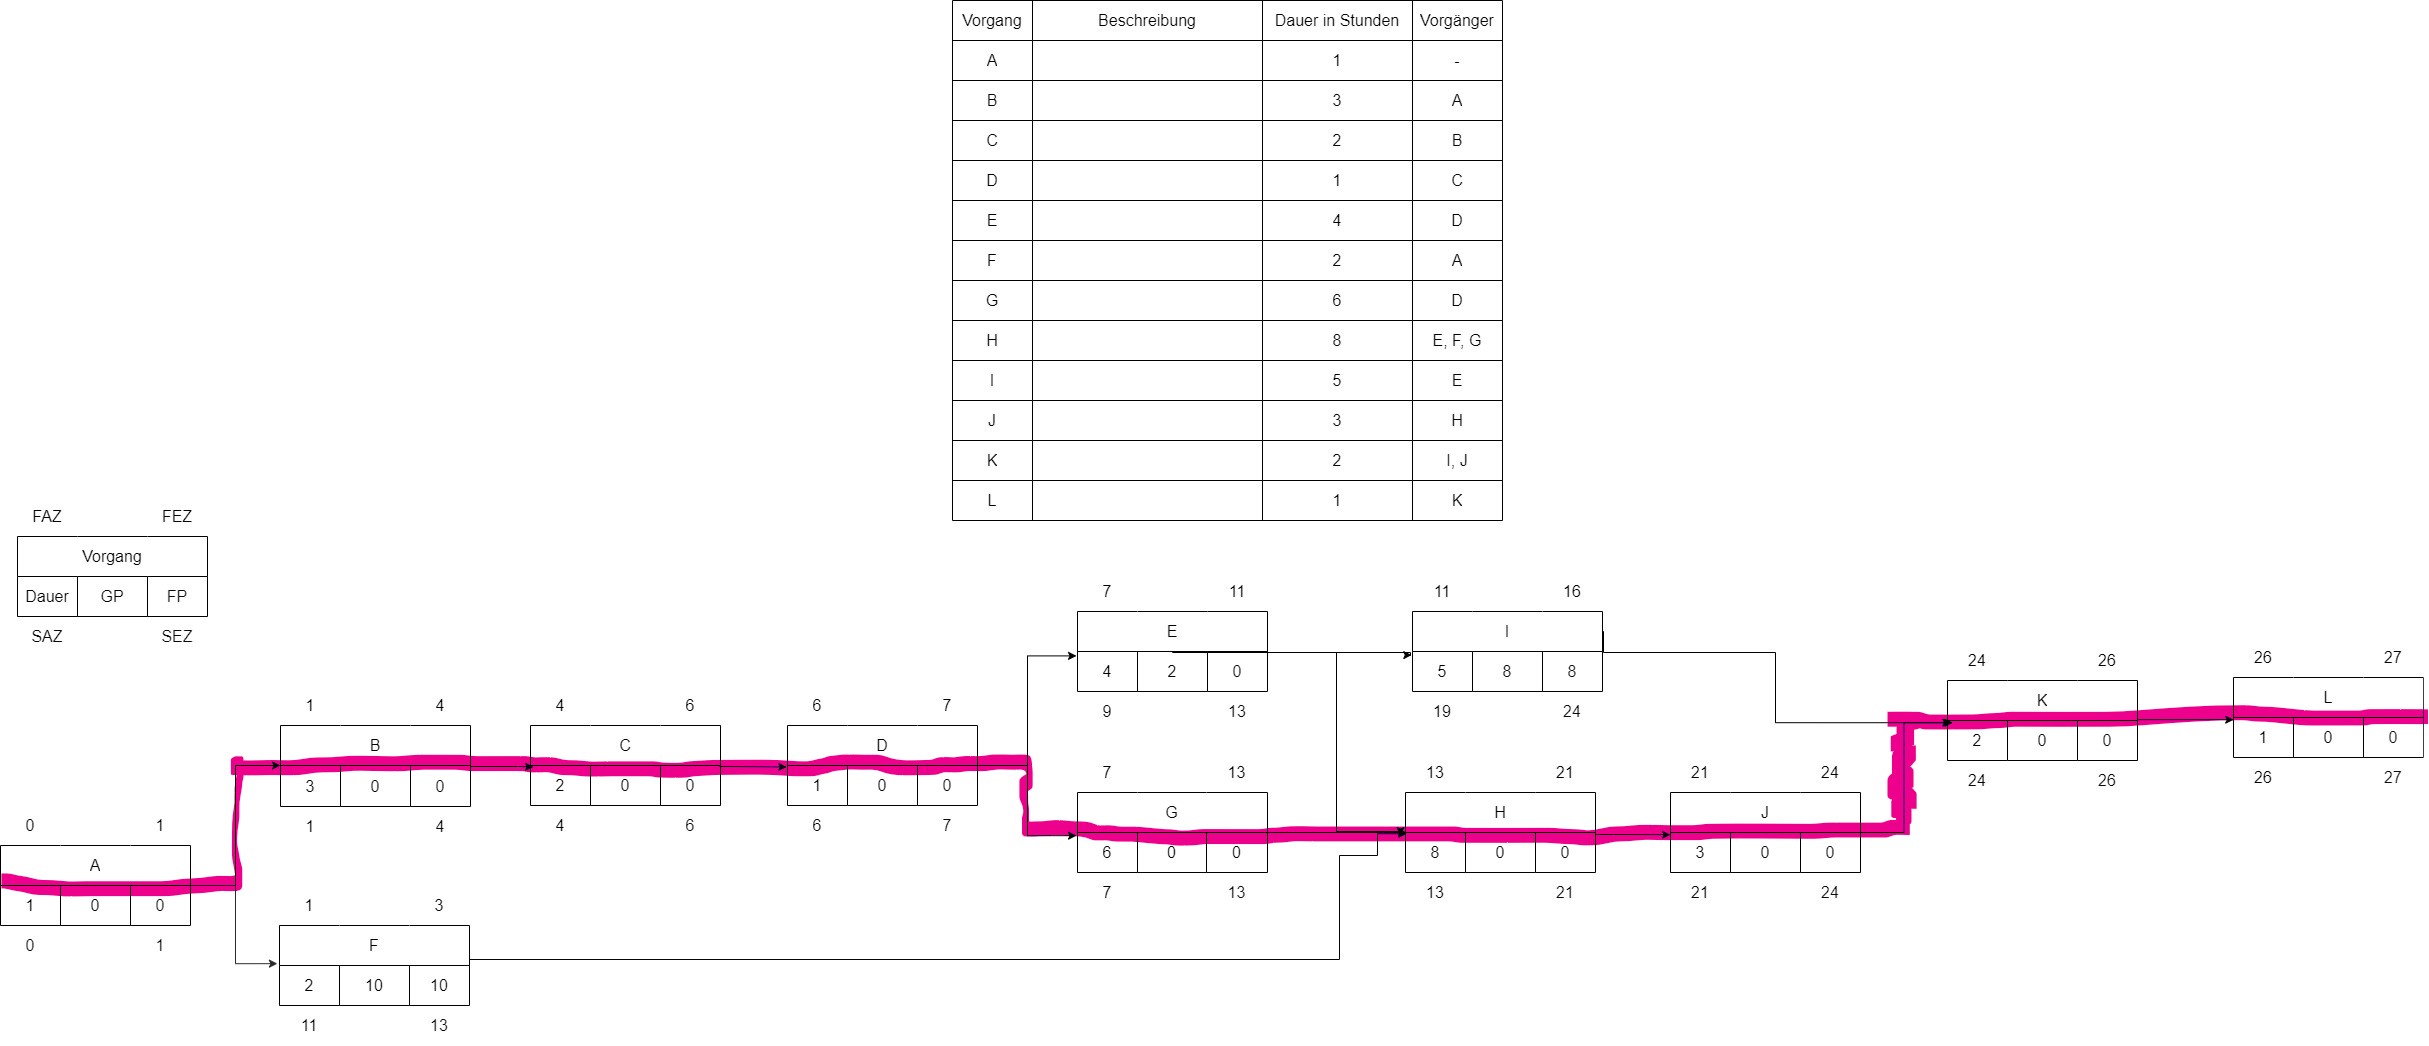 Vorgang Beschreibung Dauer in Stunden Vorgänger
A 1 -
B 3 A
C 2 B
D 1 C
E 4 D
F 2 A
G 6 D
H 8 E, F, G
I 5 E
J 3 H
K 2 I, J
L 1 K
FAZ FEZ
Vorgang
Dauer GP FP
SAZ SEZ
0 1
A
1 0 0
0 1
1 4
B
3 0 0
1 4
1 3
F
2 10 10
11 13
4 6
C
2 0 0
4 6
6 7
D
1 0 0
6 7
7 11
E
4 2 0
9 13
7 13
G
6 0 0
7 13
11 16
I
5 8 8
19 24
13 21
H
8 0 0
13 21
21 24
J
3 0 0
21 24
24 26
K
2 0 0
24 26
26 27
L
1 0 0
26 27